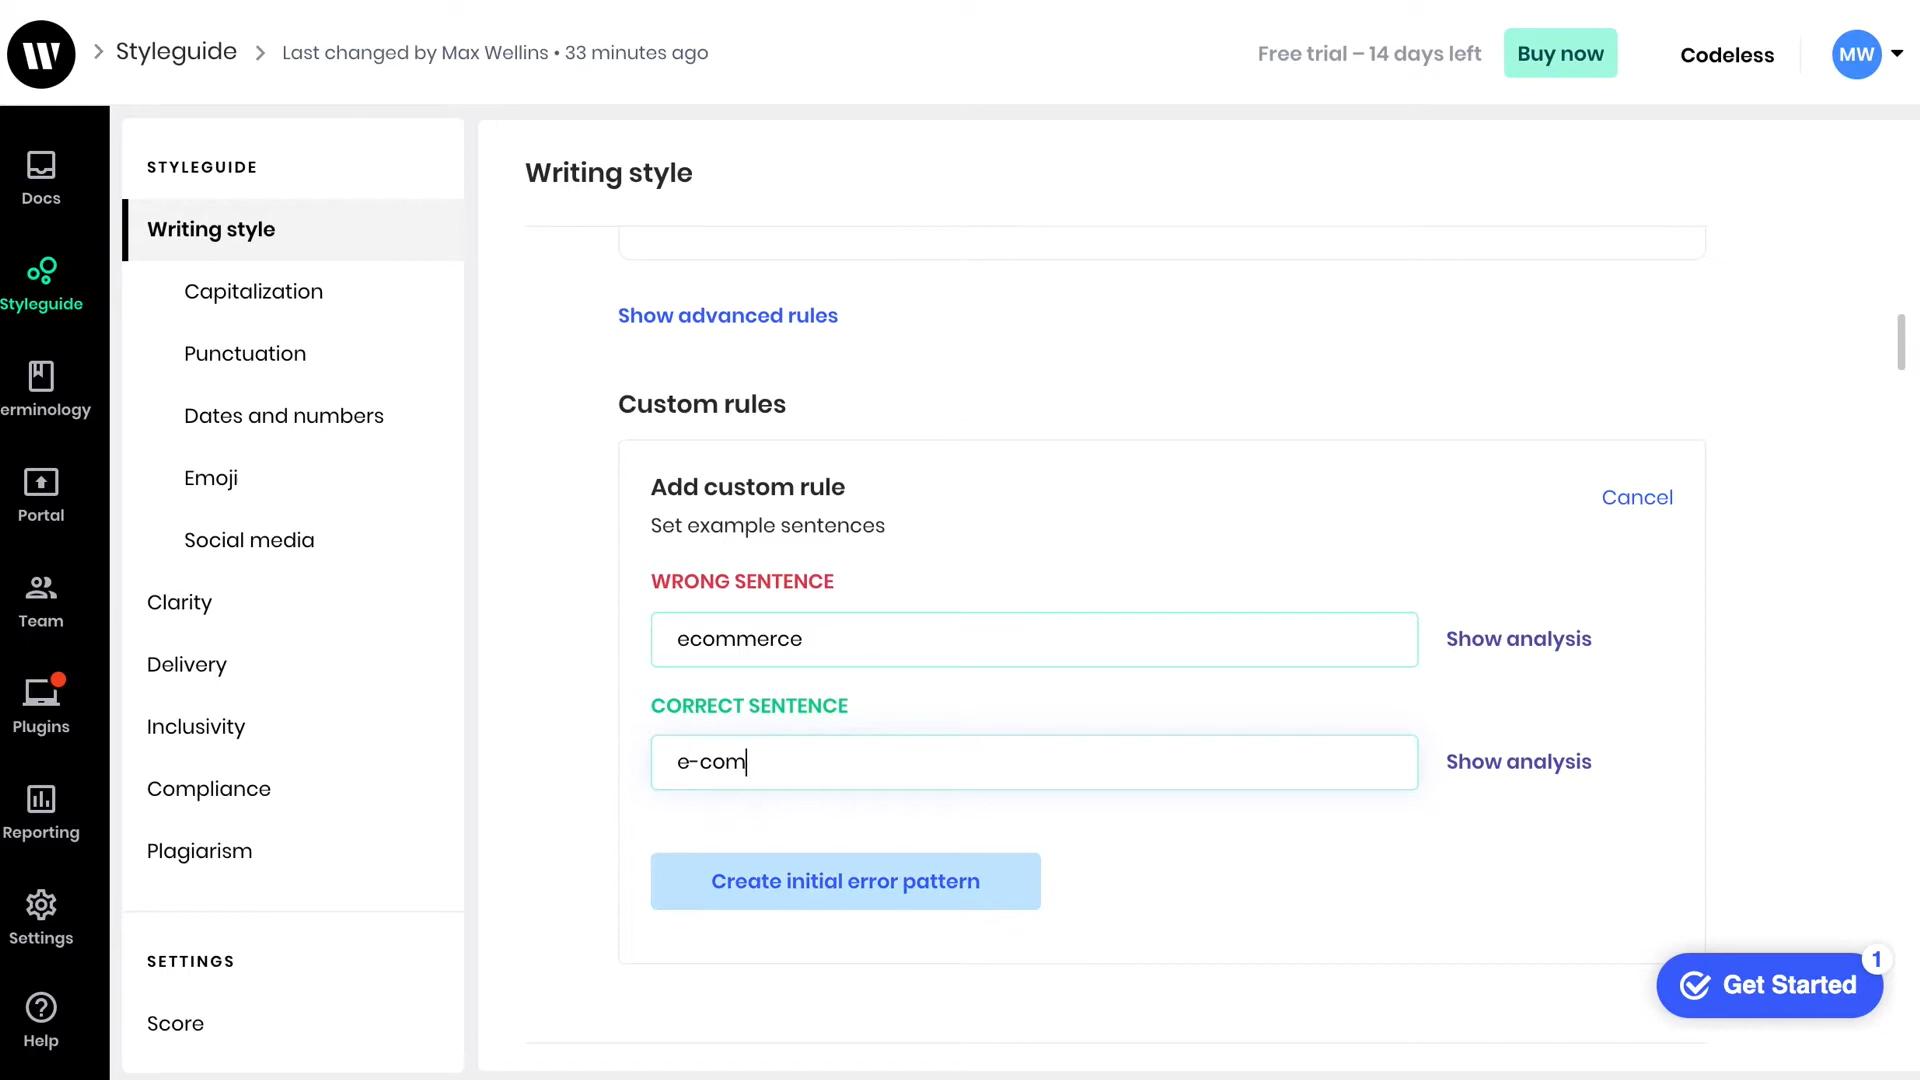 Styleguide
Last changed by Max Wellins • 33 minutes ago
Free trial – 14 days left
Buy now
Codeless
MW
Docs
Styleguide
erminology
Portal
Team
Plugins
Reporting
Settings
Help
STYLEGUIDE
Writing style
Capitalization
Punctuation
Dates and numbers
Emoji
Social media
Clarity
Delivery
Inclusivity
Compliance
Plagiarism
SETTINGS
Score
Writing style
Show advanced rules
Custom rules
Add custom rule
Cancel
Set example sentences
WRONG SENTENCE
ecommerce
Show analysis
CORRECT SENTENCE
e-com
Show analysis
Create initial error pattern
1
Get Started